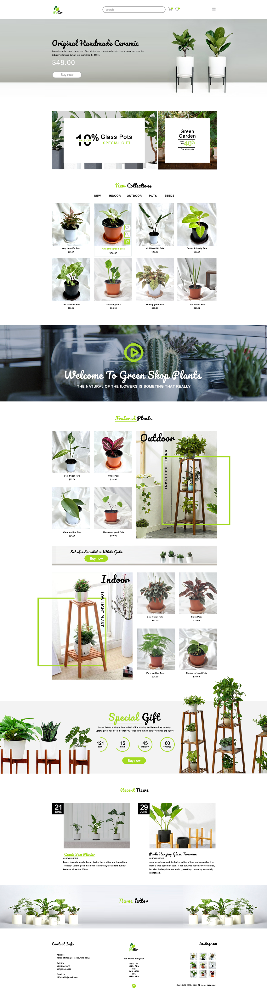 Potter
search
Original Handmade Ceramic
Lorem Ipsum is simply dummy text of the printing and typesetting industry. Lorem Ipsum has been the
industry's standard dummy text ever since the 1500s,
$48.00
Buy now
10%
SALE OFF
Glass Pots
SPECIAL GIFT
4
Green
Garden
Save
Over
40%
First sale to pots
New Collections
NEW INDOOR OUTDOOR POTS SEEDS
Very beautiful Pots
$28.00
Awsome green pots
$60.80
Mini Beautiful Pots
$30.00
Fantastic lovely Pots
$23.00
Two rounded Pots
$50.00
Very long Pots
$50.00
Buterfly good Pots
$30.00
Cold frozen Pots
$23.00
Welcome To Green Shop Plants
THE NATURAL OF THE fLOWERS IS SOMETING THAT REALLY
Featured Plants
Cold frozen Pots
$23.00
Smile Pots
$32.00
Warm and hot Pots
$21.00
Number of good Pots
$39.00
Outdoor
BRIGHT LIGHT PLANT
Set of a Succalat in White Gots
Buy now
Indoor
LOW LIGHT PLANT
Cold frozen Pots
$23.00
Smile Pots
$32.00
Warm and hot Pots
$21.00
Number of good Pots
$39.00
Special Gift
Lorem Ipsum is simply dummy text of the printing and typesetting industry.
Lorem Ipsum has been the industry's standard dummy text ever since the 1500s,
121
days
15
month
45
minutes
60
seconds
Buy now
Recent News
21
JUNE
Connic Sam Planter
geunyoung kim
Lorem Ipsum is simply dummy text of the printing and typesetting
industry. Lorem Ipsum has been the industry's standard dummy
text ever since the 1500s,
29
JUNE
Parla Hanging Glass Terarium
geunyoung kim
when an unknown printer took a galley of type and scrambled it to
make a type specimen book. It has survived not only five centuries,
but also the leap into electronic typesetting, remaining essentially
unchanged.
Name letter
Contact Info
Address
Korea shiheng-si jeongwang dong
Call Us
02)1234-5678
010)1234-9876
Email Us
12345678@gmail.com
Potter
We Works Everyday
Mon - Fri
9AM - 6PM
Sat
9AM -5PM
SUN
9AM - 4PM
Instagram
Copyright 2017. KGY All rights reserved